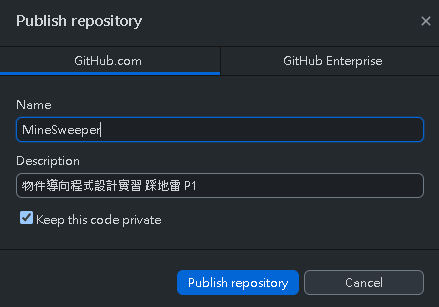 Publish repository
GitHub.com
GitHub Enterprise
Name
MineSweeper
Description
物件導向程式設計實習 踩地雷 P1
Keep this code private
Publish repository
Cancel